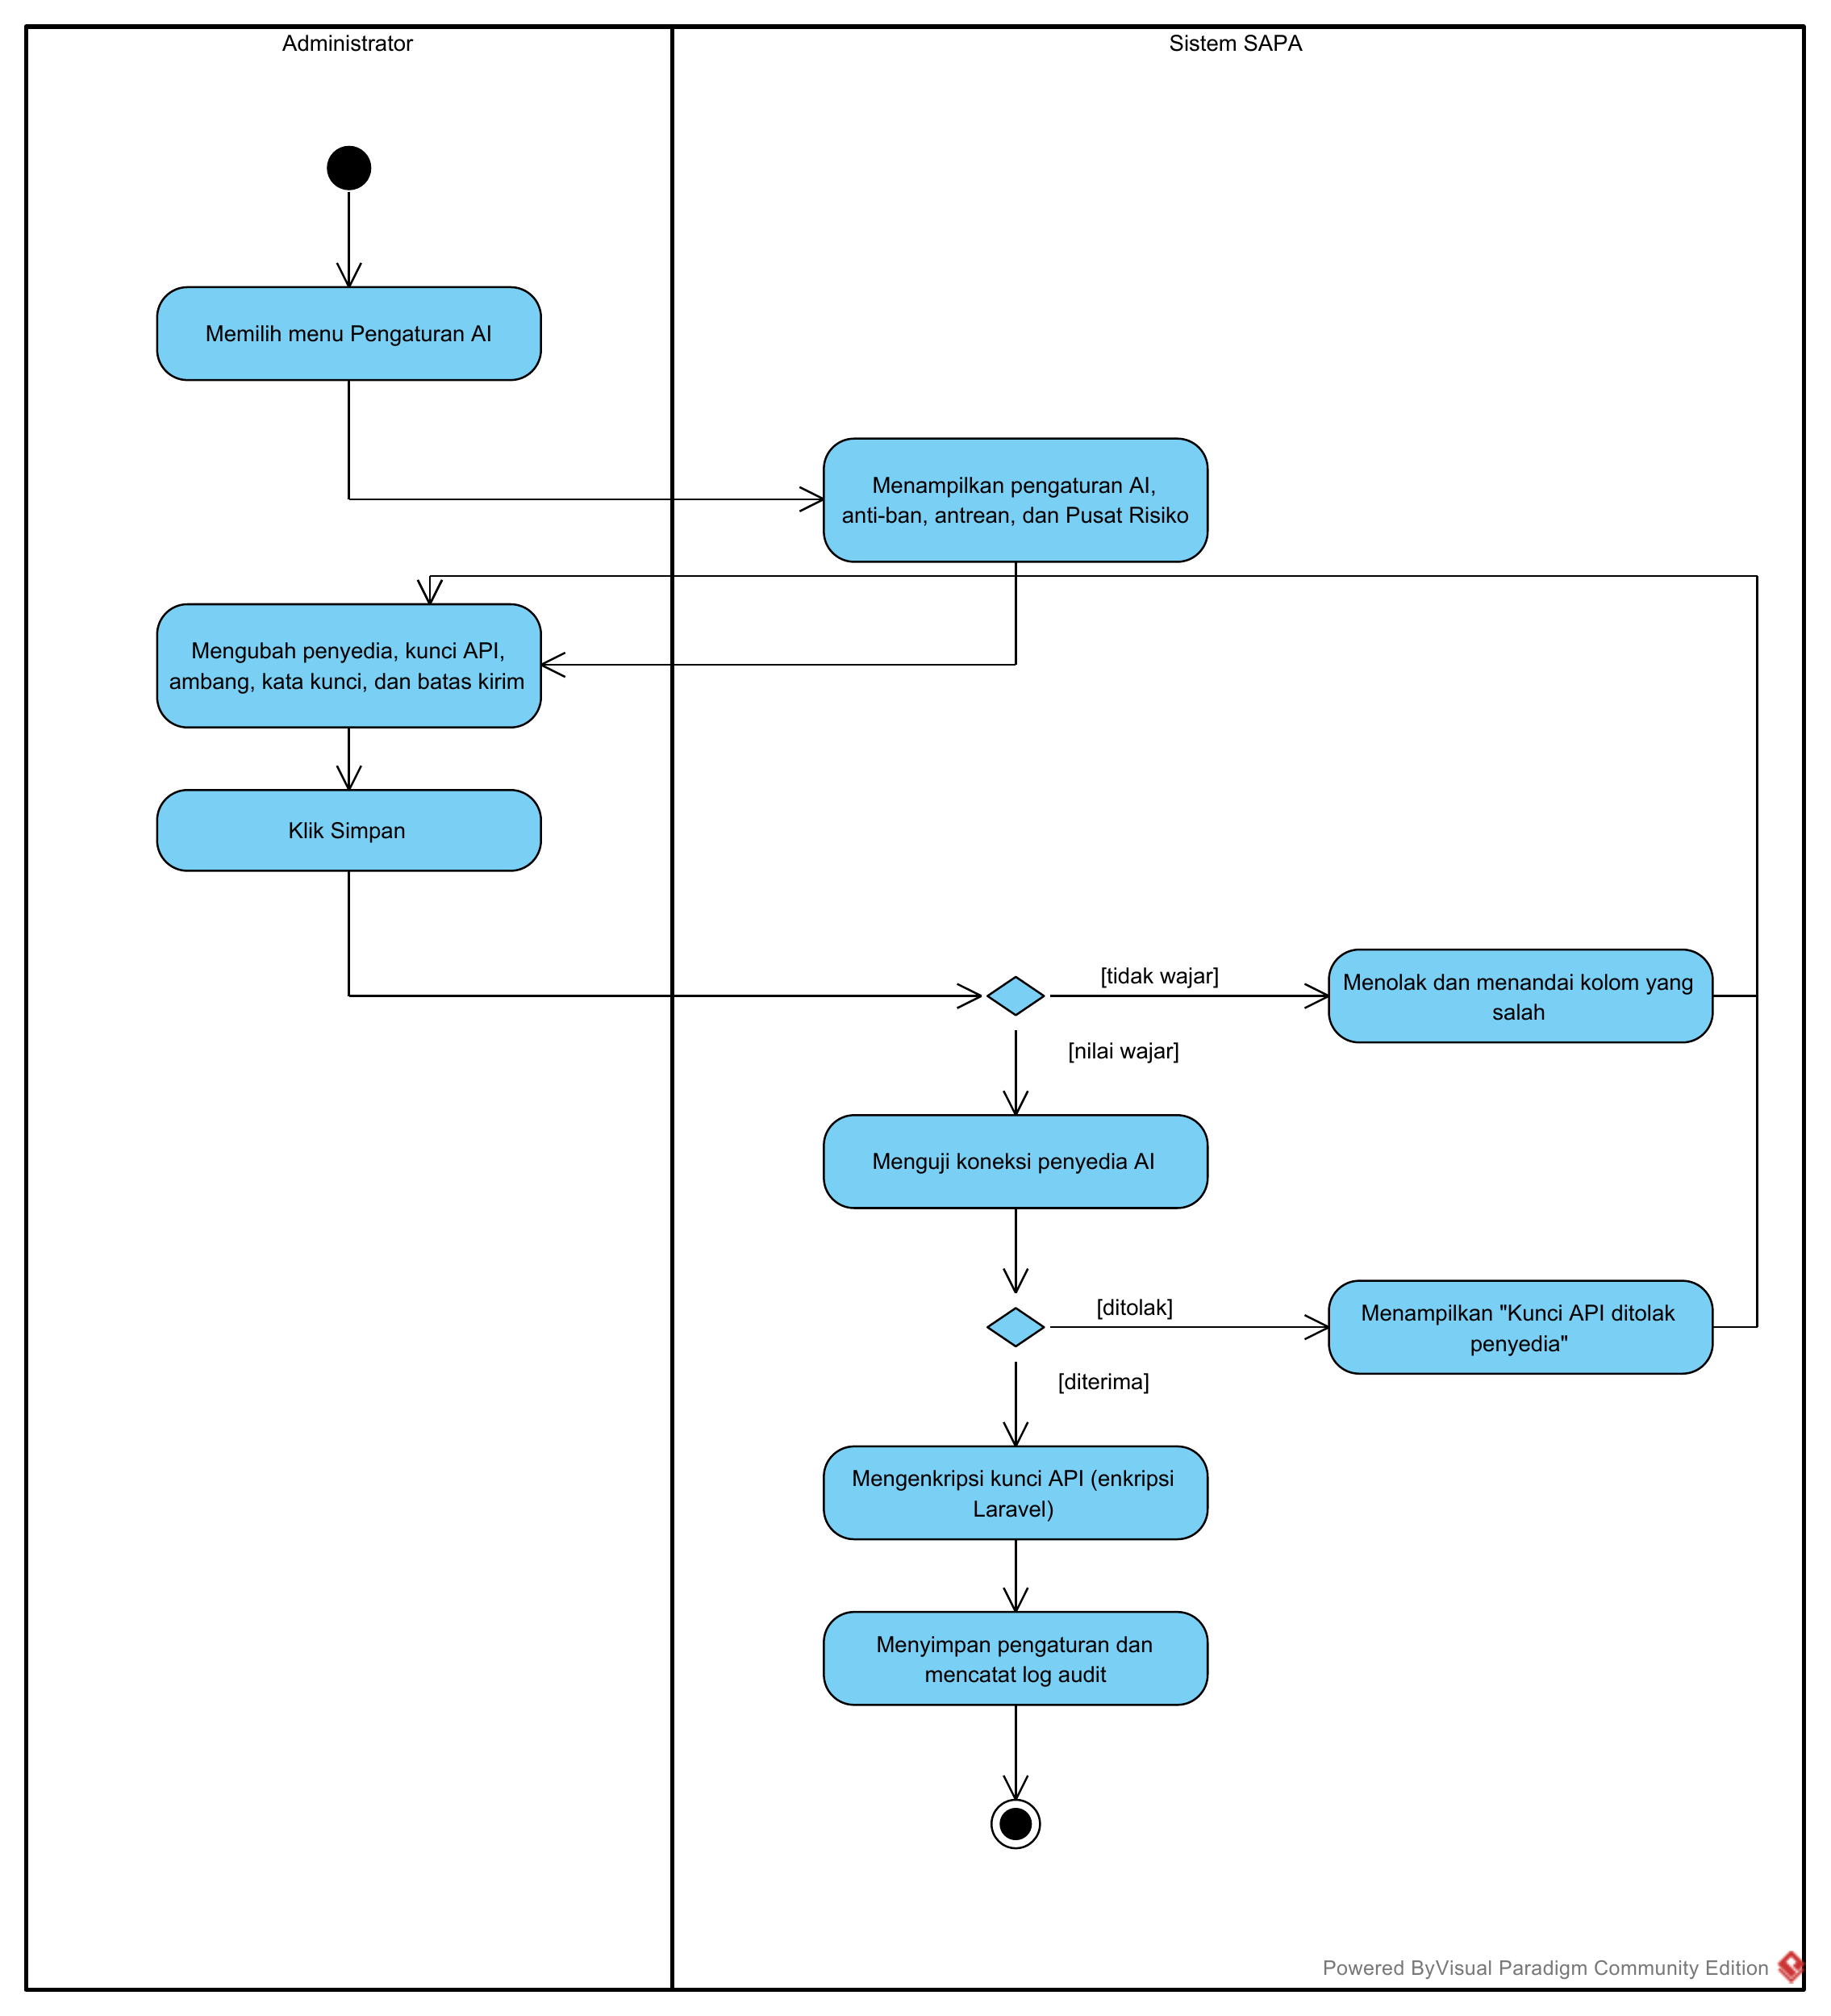 Administrator
Sistem SAPA
Memilih menu Pengaturan AI
Menampilkan pengaturan AI,
anti-ban, antrean, dan Pusat Risiko
Mengubah penyedia, kunci API,
ambang, kata kunci, dan batas kirim
Klik Simpan
[tidak wajar]
Menolak dan menandai kolom yang
salah
[nilai wajar]
Menguji koneksi penyedia AI
[ditolak]
Menampilkan "Kunci API ditolak
penyedia"
[diterima]
Mengenkripsi kunci API (enkripsi
Laravel)
Menyimpan pengaturan dan
mencatat log audit
Powered ByVisual Paradigm Community Edition